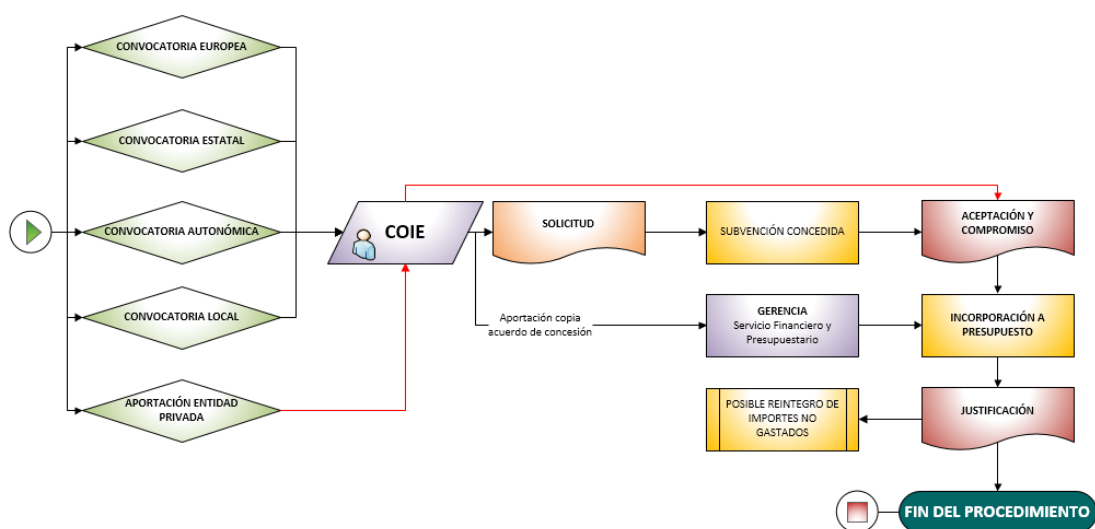 CONVOCATORIA EUROPEA
CONVOCATORIA ESTATAL
CONVOCATORIA AUTONÓMICA
CONVOCATORIA LOCAL
APORTACIÓN ENTIDAD
PRIVADA
COIE
SOLICITUD
SUBVENCIÓN CONCEDIDA
ACEPTACIÓN Y
COMPROMISO
Aportación copia
acuerdo de concesión
GERENCIA
Servicio Financiero y
Presupuestario
INCORPORACIÓN A
PRESUPUESTO
POSIBLE REINTEGRO DE
IMPORTES NO
GASTADOS
JUSTIFICACIÓN
FIN DEL PROCEDIMIENTO